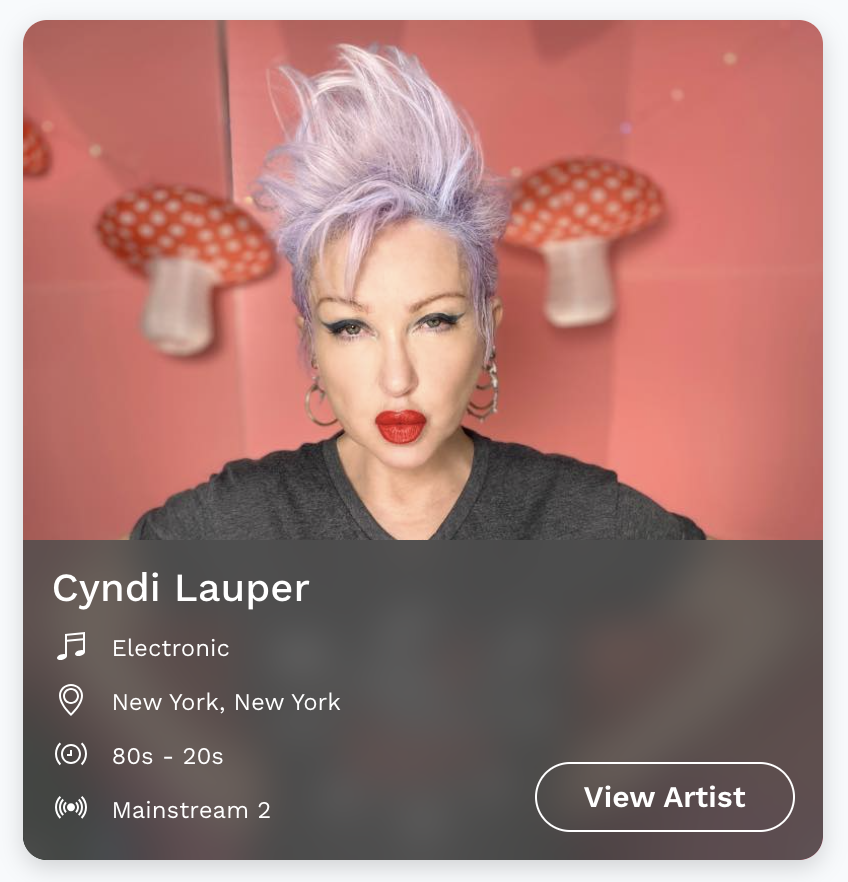 Cyndi Lauper
Electronic
New York, New York
80s - 20s
Mainstream 2
View Artist